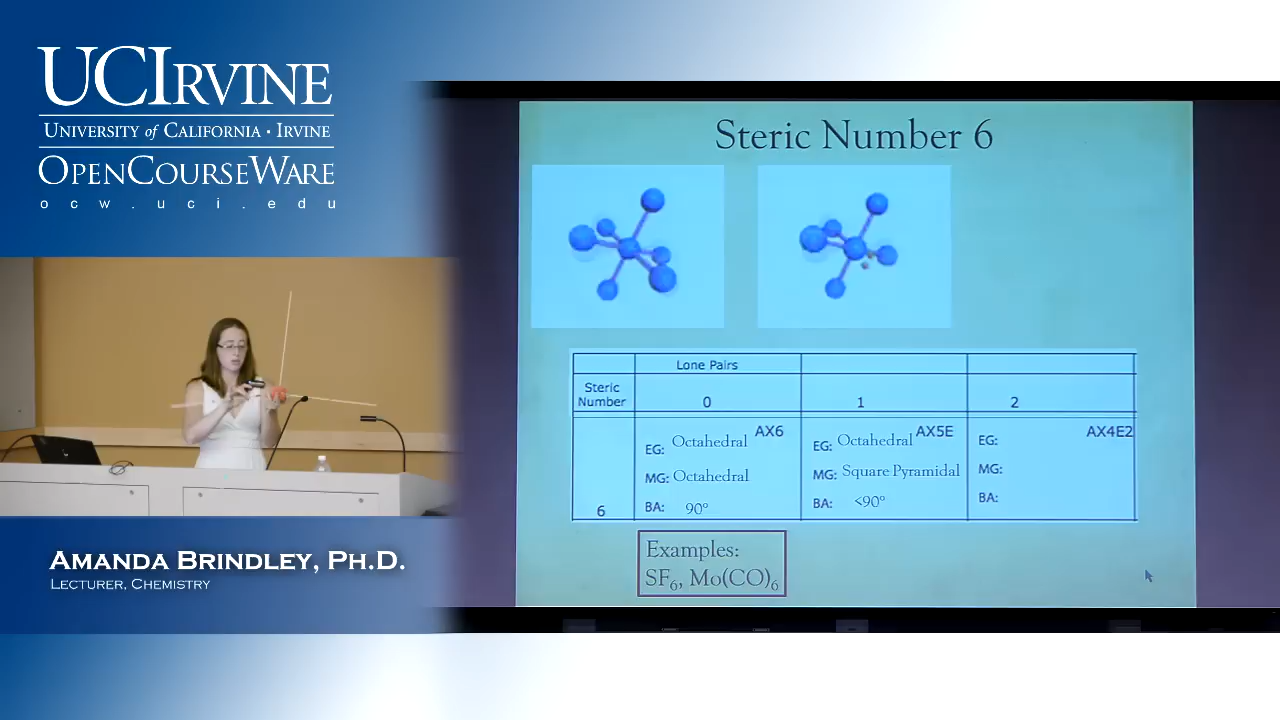 UCIRVINE
UNIVERSITY of CALIFORNIA · IRVINE
OPENCOURSEWARE
ocw.uci.edu
AMANDA BRINDLEY, PH.D.
LECTURER, CHEMISTRY
Steric Number 6
Lone Pairs
Steric Number
0
1
2
6
AX6
EG: Octahedral
MG: Octahedral
BA: 90°
AX5E
EG: Octahedral
MG: Square Pyramidal
BA: <90°
AX4E2
EG:
MG:
BA:
Examples:
SF₆, Mo(CO)₆